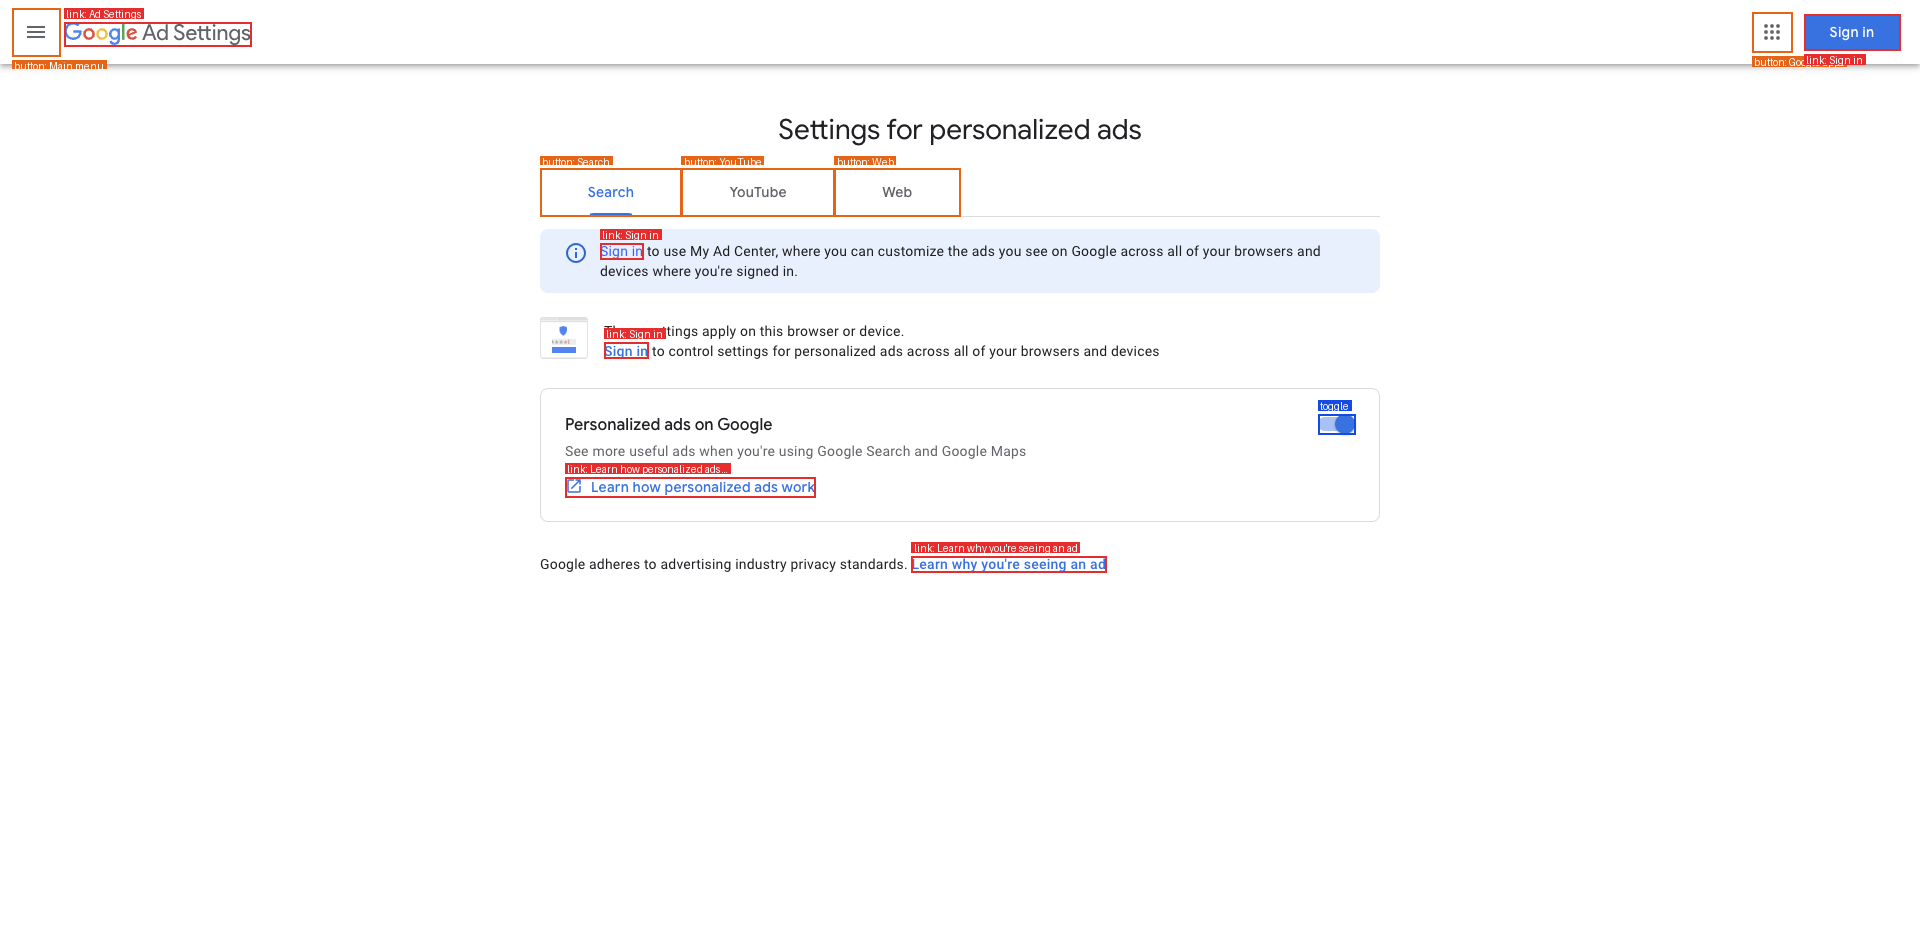 link: Ad Settings
Google Ad Settings
button: Main menu
Sign in
link: Sign in
Settings for personalized ads
button: Search
button: YouTube
button: Web
Search
YouTube
Web
link: Sign in
Sign in to use My Ad Center, where you can customize the ads you see on Google across all of your browsers and
devices where you're signed in.
tings apply on this browser or device.
link: Sign in
Sign in to control settings for personalized ads across all of your browsers and devices
toggle
Personalized ads on Google
See more useful ads when you're using Google Search and Google Maps
link: Learn how personalized ads...
Learn how personalized ads work
link: Learn why you're seeing an ad
Google adheres to advertising industry privacy standards. Learn why you're seeing an ad